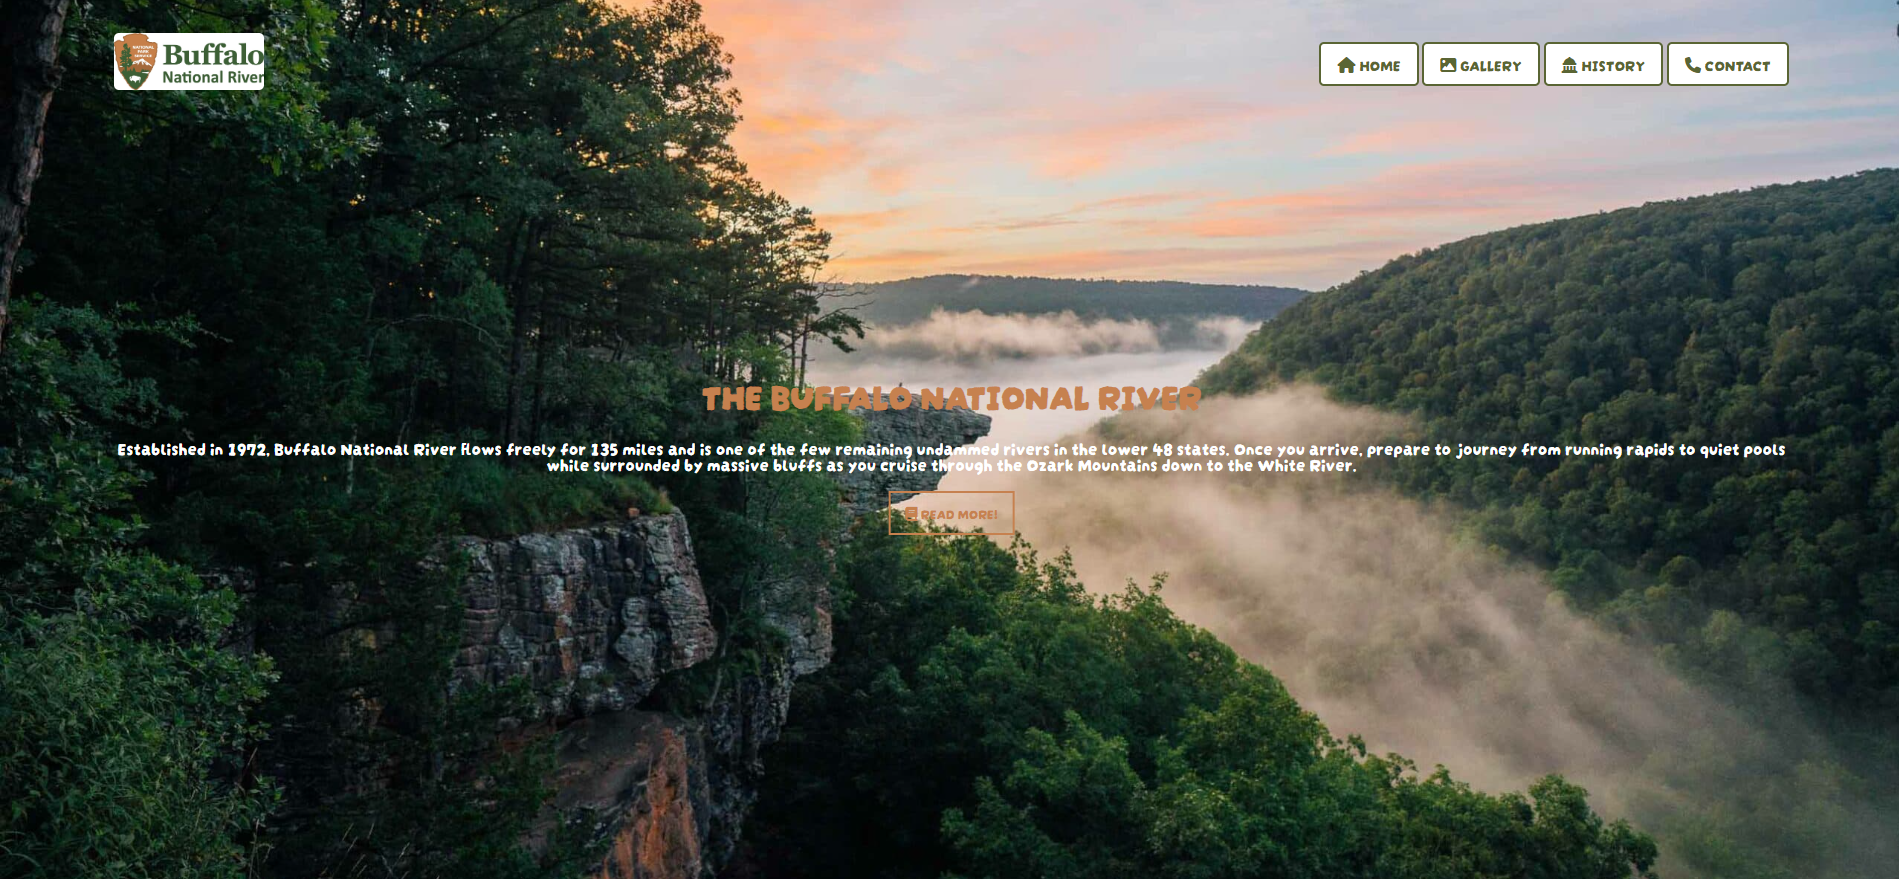 NATIONAL
PARK
SERVICE
Buffalo
National River
HOME
GALLERY
HISTORY
CONTACT
THE BUFFALO NATIONAL RIVER
Established in 1972, Buffalo National River flows freely for 135 miles and is one of the few remaining undammed rivers in the lower 48 states. Once you arrive, prepare to journey from running rapids to quiet pools
while surrounded by massive bluffs as you cruise through the Ozark Mountains down to the White River.
READ MORE!